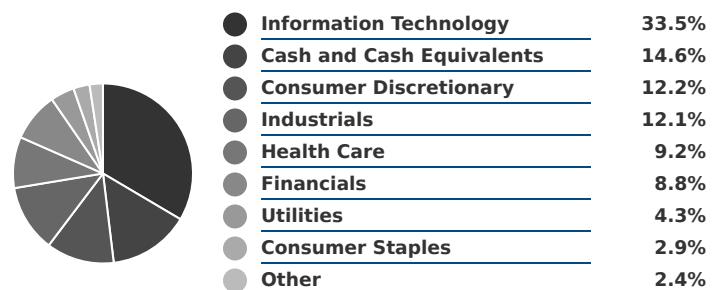 Information Technology 33.5%
Cash and Cash Equivalents 14.6%
Consumer Discretionary 12.2%
Industrials 12.1%
Health Care 9.2%
Financials 8.8%
Utilities 4.3%
Consumer Staples 2.9%
Other 2.4%